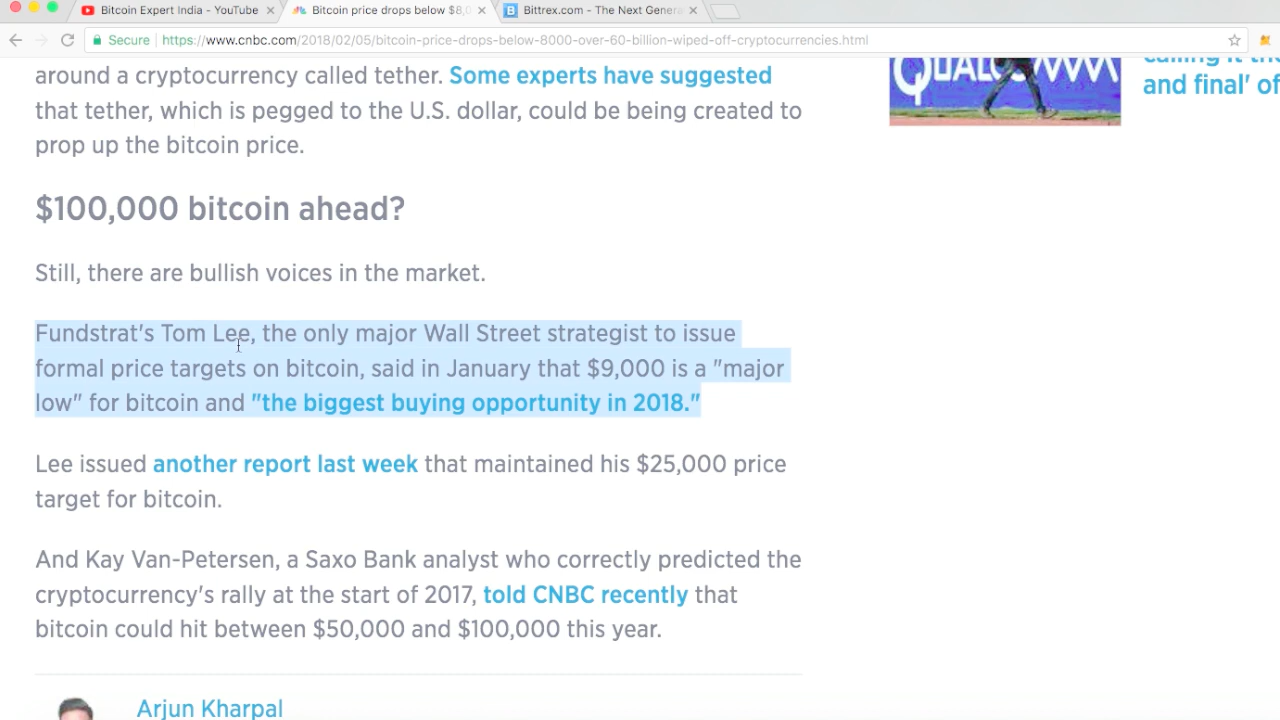 Bitcoin Expert India - YouTube
Bitcoin price drops below $8,0
Bittrex.com - The Next Genera
Secure
https://www.cnbc.com/2018/02/05/bitcoin-price-drops-below-8000-over-60-billion-wiped-off-cryptocurrencies.html
around a cryptocurrency called tether. Some experts have suggested
that tether, which is pegged to the U.S. dollar, could be being created to
prop up the bitcoin price.
QUALCOMM
and final' of
$100,000 bitcoin ahead?
Still, there are bullish voices in the market.
Fundstrat's Tom Lee, the only major Wall Street strategist to issue
formal price targets on bitcoin, said in January that $9,000 is a "major
low" for bitcoin and "the biggest buying opportunity in 2018."
Lee issued another report last week that maintained his $25,000 price
target for bitcoin.
And Kay Van-Petersen, a Saxo Bank analyst who correctly predicted the
cryptocurrency's rally at the start of 2017, told CNBC recently that
bitcoin could hit between $50,000 and $100,000 this year.
Arjun Kharpal